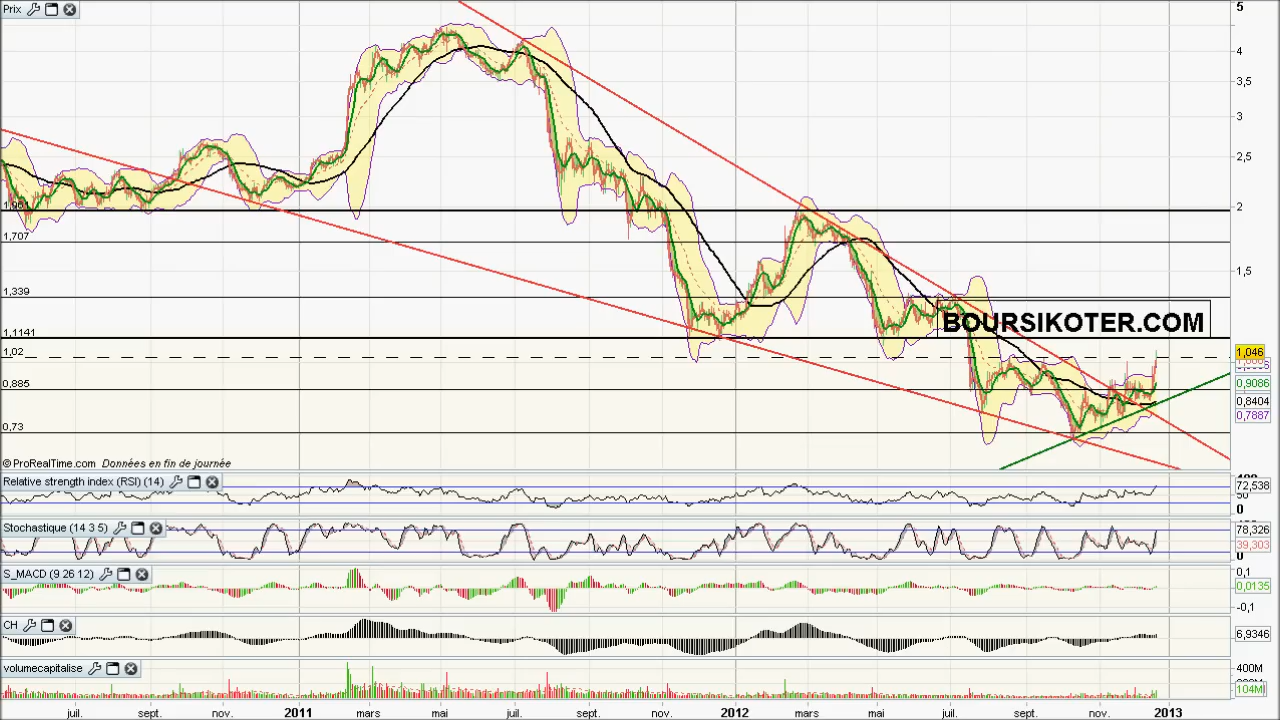 Prix
5
4
3,5
3
2,5
2
1,5
1,961
1,707
1,339
1,1141
1,02
0,885
0,73
BOURSIKOTER.COM
1,046
0,9086
0,8404
0,7887
© ProRealTime.com Données en fin de journée
Relative strength index (RSI) (14)
100
72,538
50
0
Stochastique (14 3 5)
78,326
39,303
0
S_MACD (9 26 12)
0,1
0,0135
-0,1
CH
6,9346
volumecapitalise
400M
104M
juil. sept. nov. 2011 mars mai juil. sept. nov. 2012 mars mai juil. sept. nov. 2013